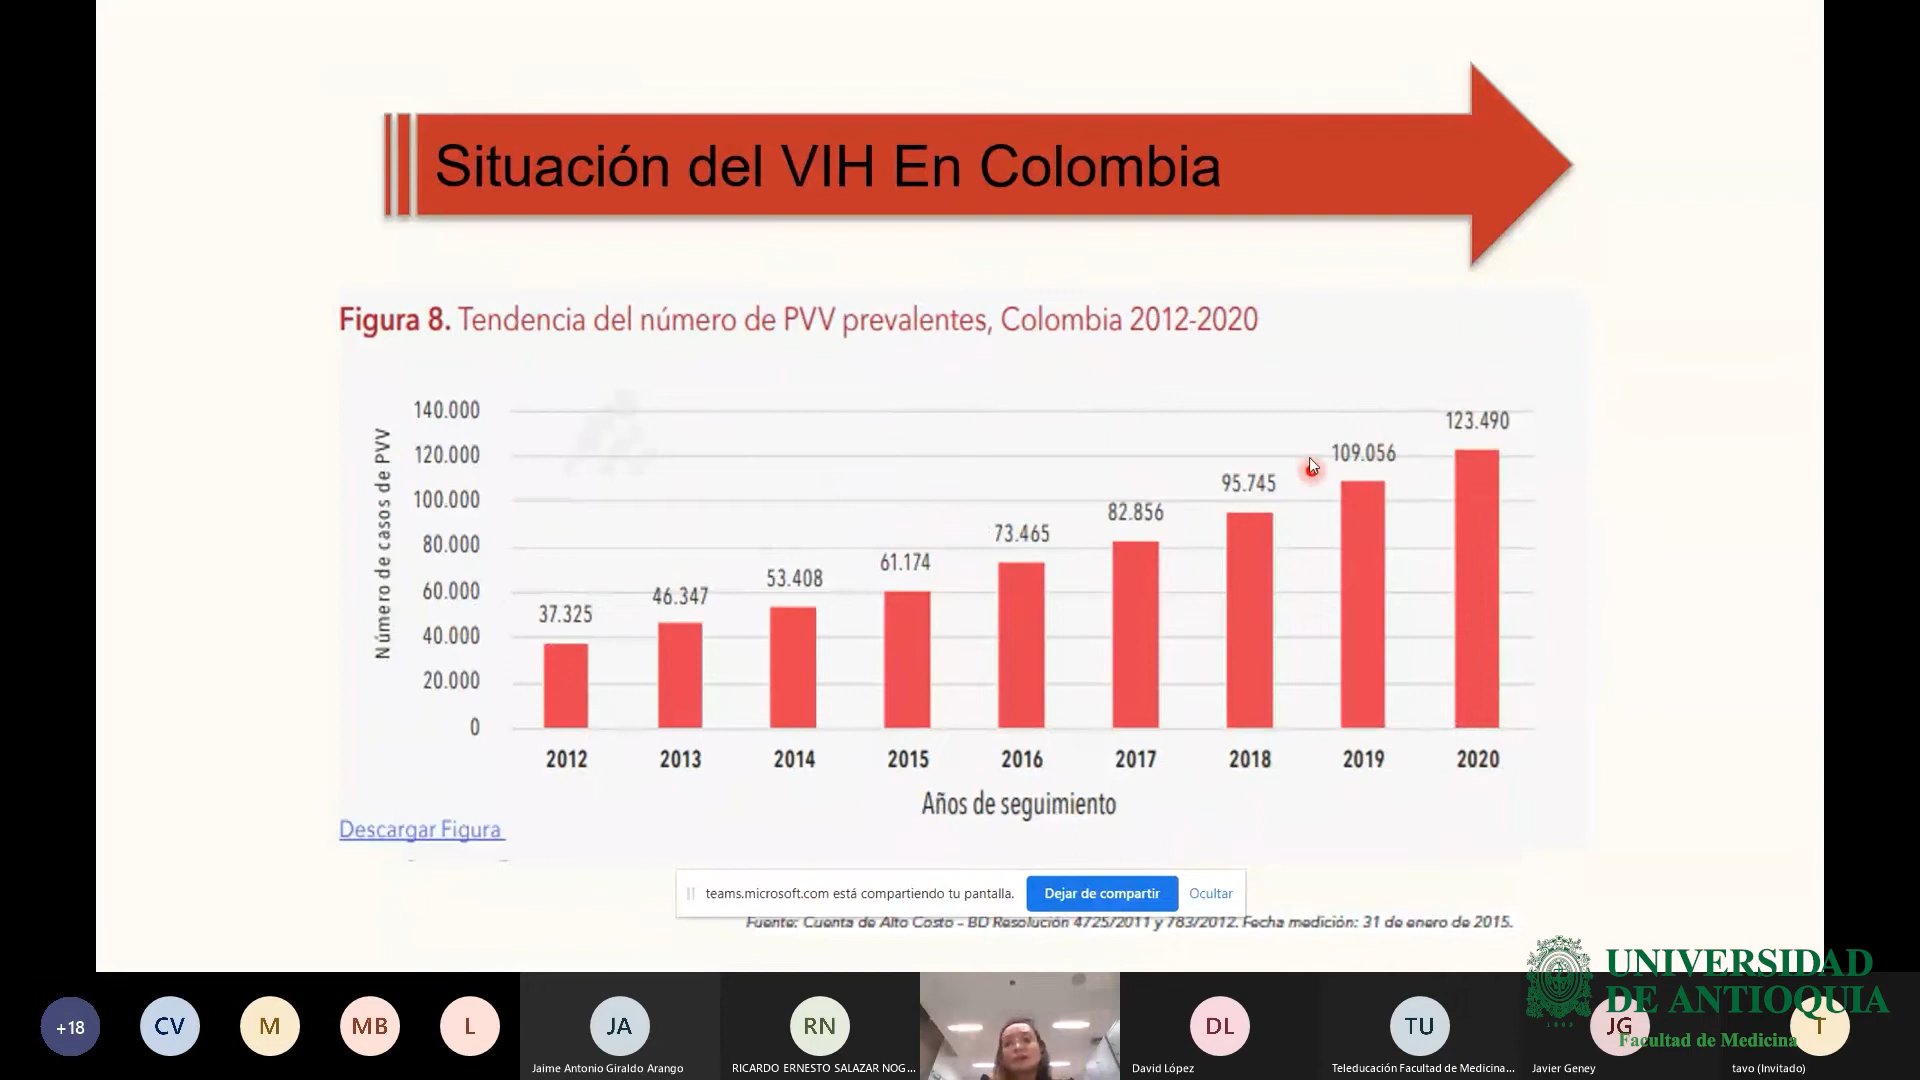 Situación del VIH En Colombia
Figura 8. Tendencia del número de PVV prevalentes, Colombia 2012-2020
Número de casos de PVV
140.000
120.000
100.000
80.000
60.000
40.000
20.000
0
37.325
46.347
53.408
61.174
73.465
82.856
95.745
109.056
123.490
2012 2013 2014 2015 2016 2017 2018 2019 2020
Años de seguimiento
Descargar Figura
teams.microsoft.com está compartiendo tu pantalla. Dejar de compartir Ocultar
Fuente: Cuenta de Alto Costo - BD Resolución 4725/2011 y 783/2012. Fecha medición: 31 de enero de 2015.
UNIVERSIDAD
DE ANTIOQUIA
1803
Facultad de Medicina
+18 CV M MB L JA RN DL TU JG T
Jaime Antonio Giraldo Arango
RICARDO ERNESTO SALAZAR NOG...
David López
Teleducación Facultad de Medicina...
Javier Geney
tavo (Invitado)